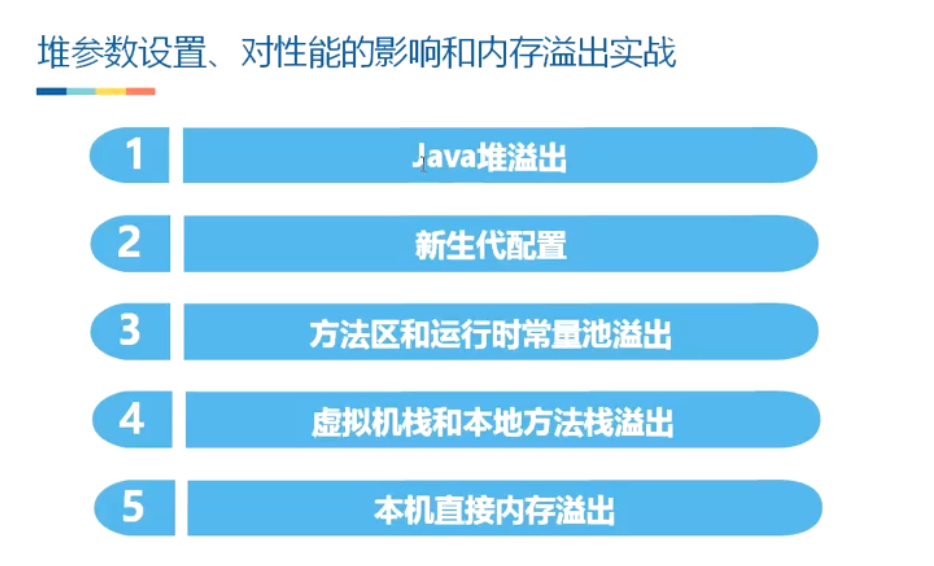 堆参数设置、对性能的影响和内存溢出实战
1 Java堆溢出
2 新生代配置
3 方法区和运行时常量池溢出
4 虚拟机栈和本地方法栈溢出
5 本机直接内存溢出